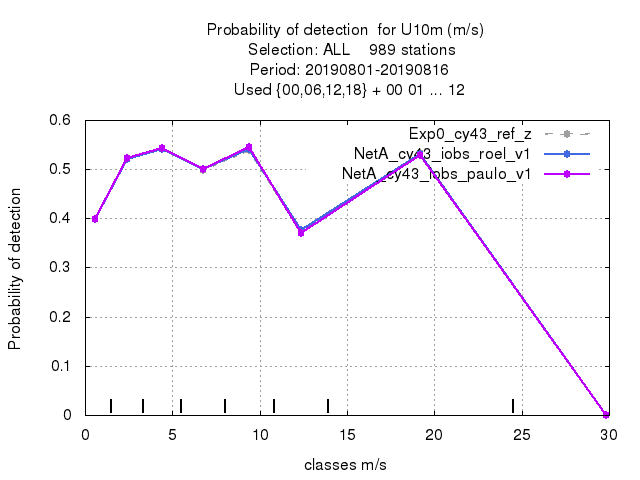 Probability of detection  for U10m (m/s)
Selection: ALL    989 stations
Period: 20190801-20190816
Used {00,06,12,18} + 00 01 ... 12
Exp0_cy43_ref_z
NetA_cy43_iobs_roel_v1
NetA_cy43_iobs_paulo_v1
Probability of detection
0.6
0.5
0.4
0.3
0.2
0.1
0
0 5 10 15 20 25 30
classes m/s